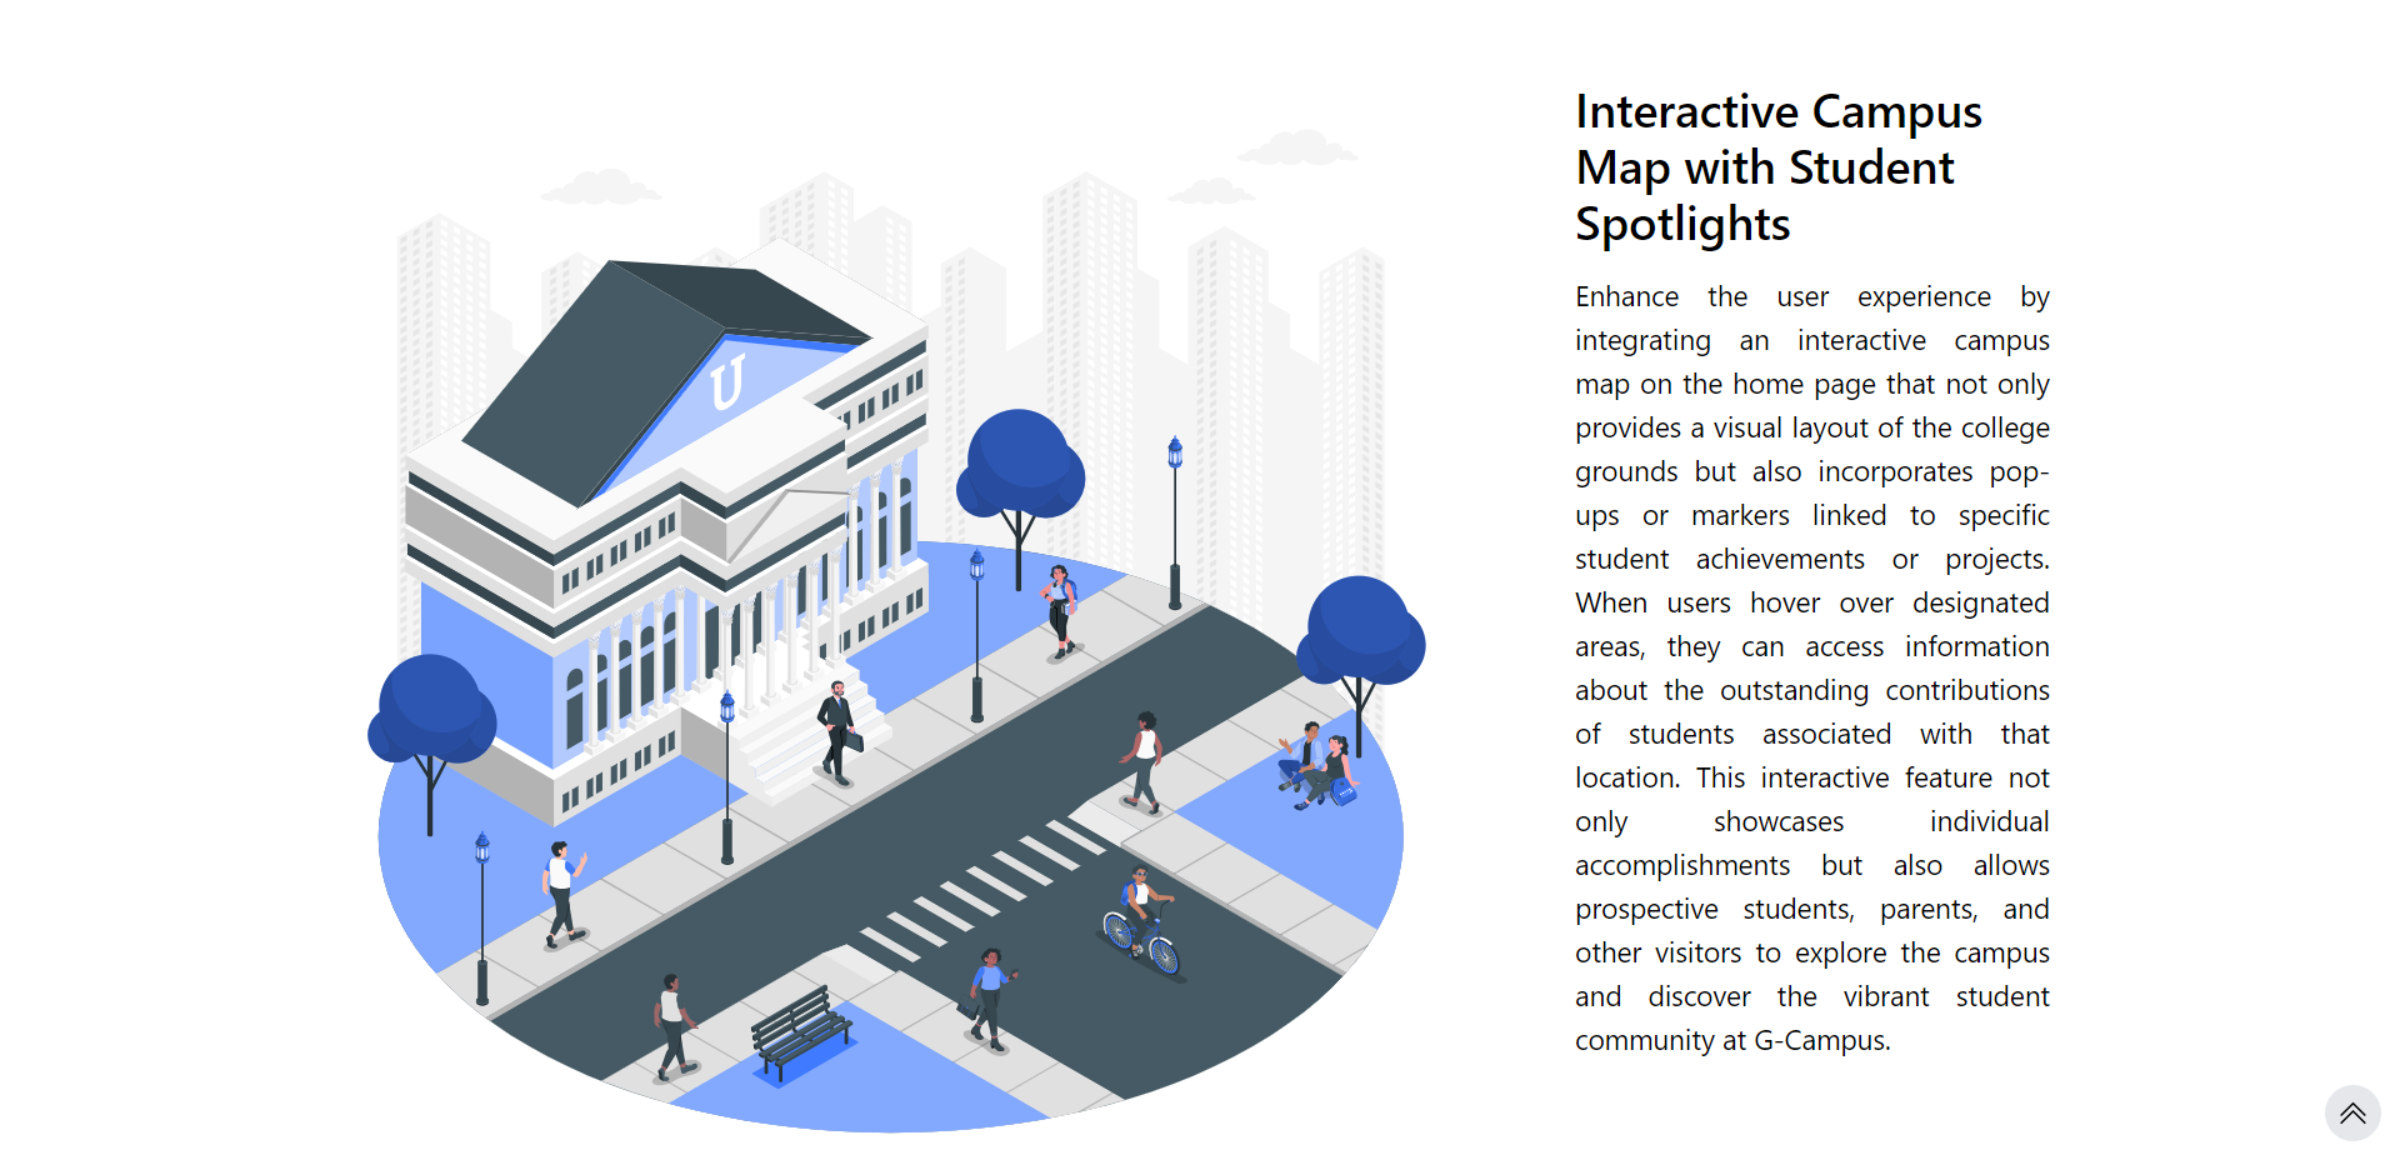 U
Interactive Campus
Map with Student
Spotlights
Enhance the user experience by
integrating an interactive campus
map on the home page that not only
provides a visual layout of the college
grounds but also incorporates pop-
ups or markers linked to specific
student achievements or projects.
When users hover over designated
areas, they can access information
about the outstanding contributions
of students associated with that
location. This interactive feature not
only showcases individual
accomplishments but also allows
prospective students, parents, and
other visitors to explore the campus
and discover the vibrant student
community at G-Campus.